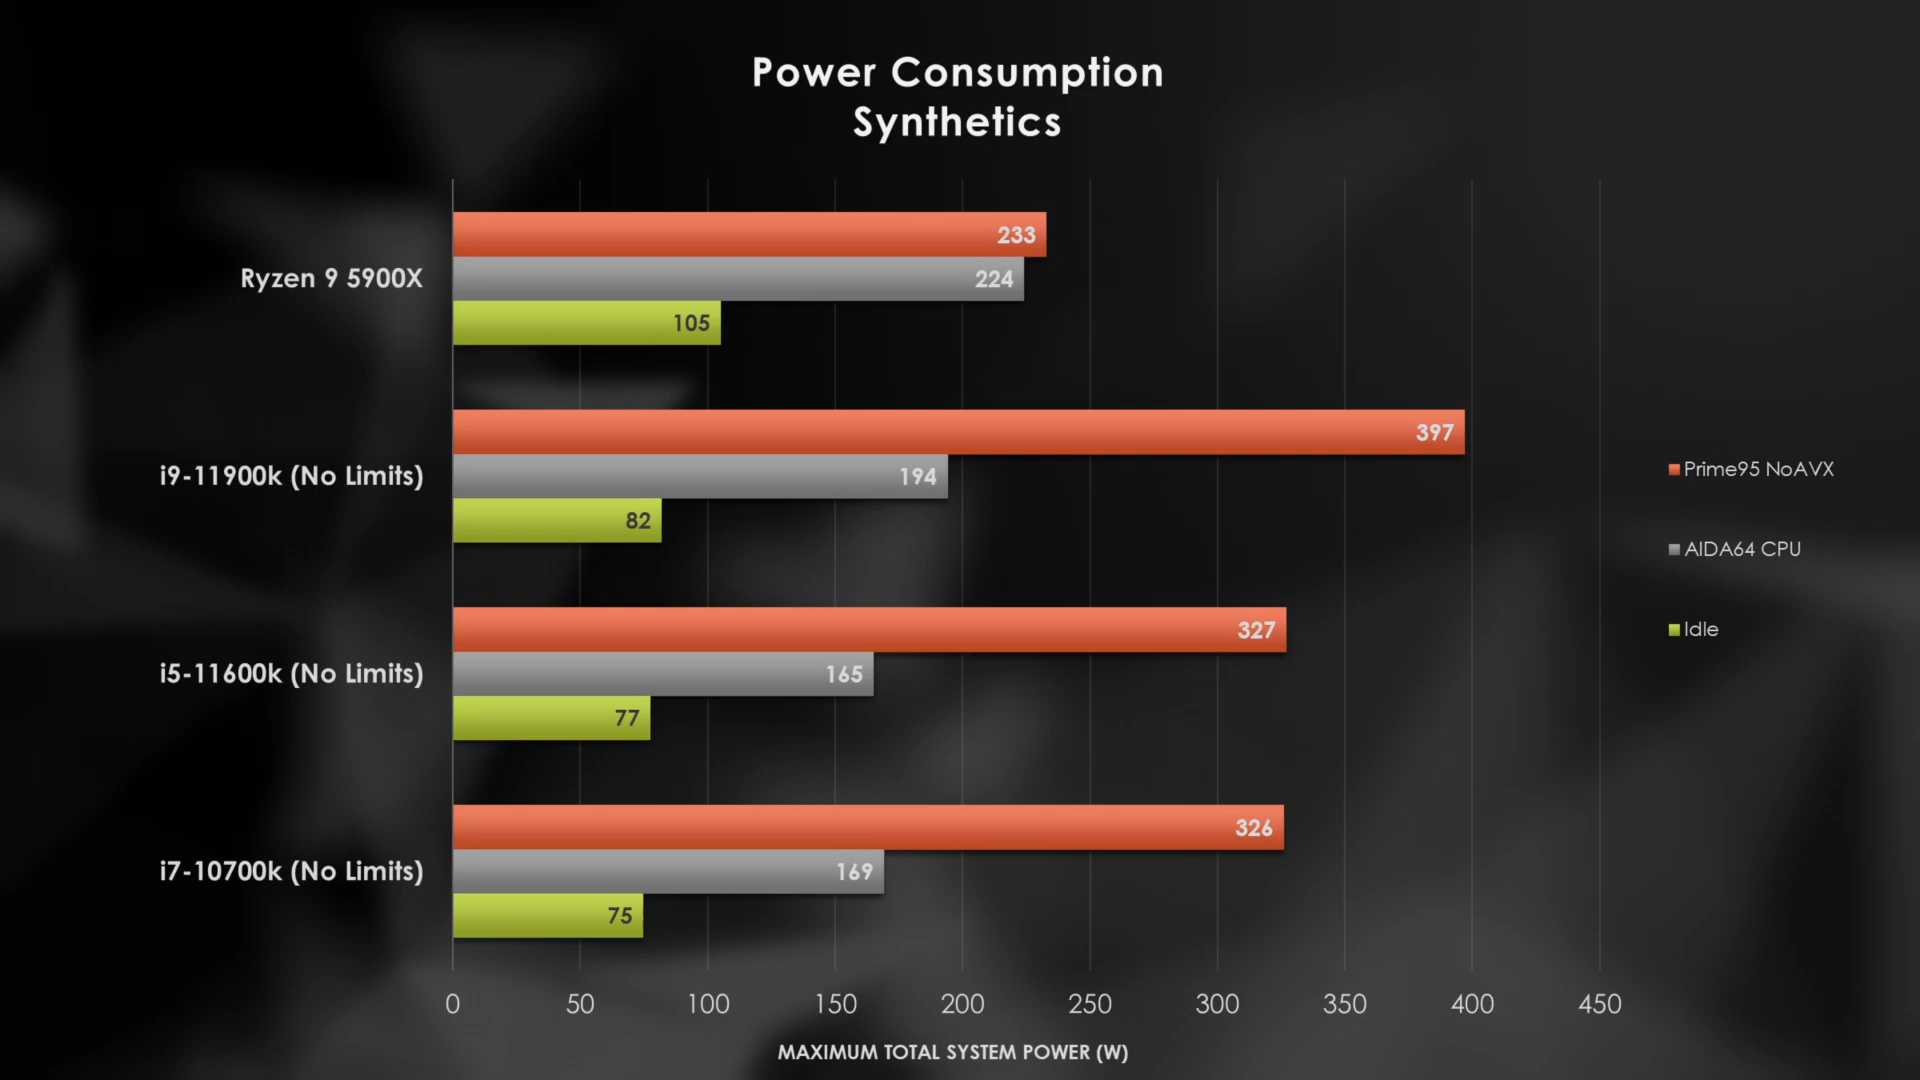 Power Consumption
Synthetics
Ryzen 9 5900X
233
224
105
i9-11900k (No Limits)
397
194
82
i5-11600k (No Limits)
327
165
77
i7-10700k (No Limits)
326
169
75
Prime95 NoAVX
AIDA64 CPU
Idle
0 50 100 150 200 250 300 350 400 450
MAXIMUM TOTAL SYSTEM POWER (W)